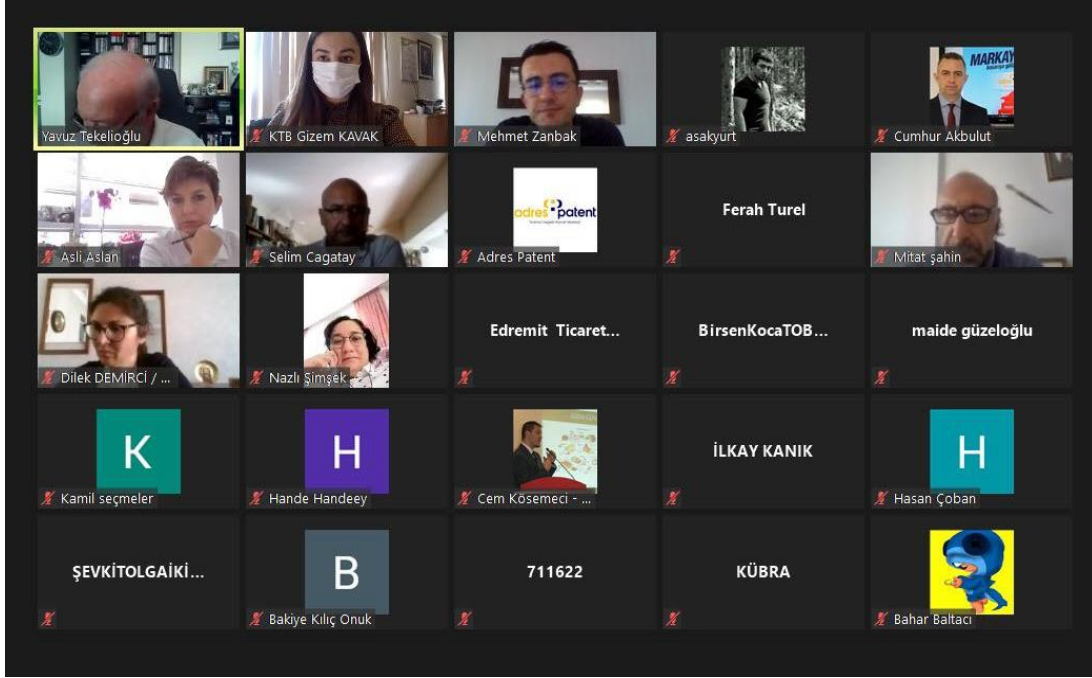 Yavuz Tekelioğlu
KTB Gizem KAVAK
Mehmet Zanbak
asakyurt
MARKAY
Cumhur Akbulut
Asli Aslan
Selim Cagatay
adres patent
Adres Patent
Ferah Turel
Mitat şahin
Dilek DEMİRCİ / ...
Nazlı Şimşek
Edremit Ticaret...
BirsenKocaTOB...
maide güzeloğlu
K
Kamil seçmeler
H
Hande Handeey
Cem Kösemeci - ...
İLKAY KANIK
H
Hasan Çoban
ŞEVKİTOLGAİKİ...
B
Bakiye Kılıç Onuk
711622
KÜBRA
Bahar Baltacı